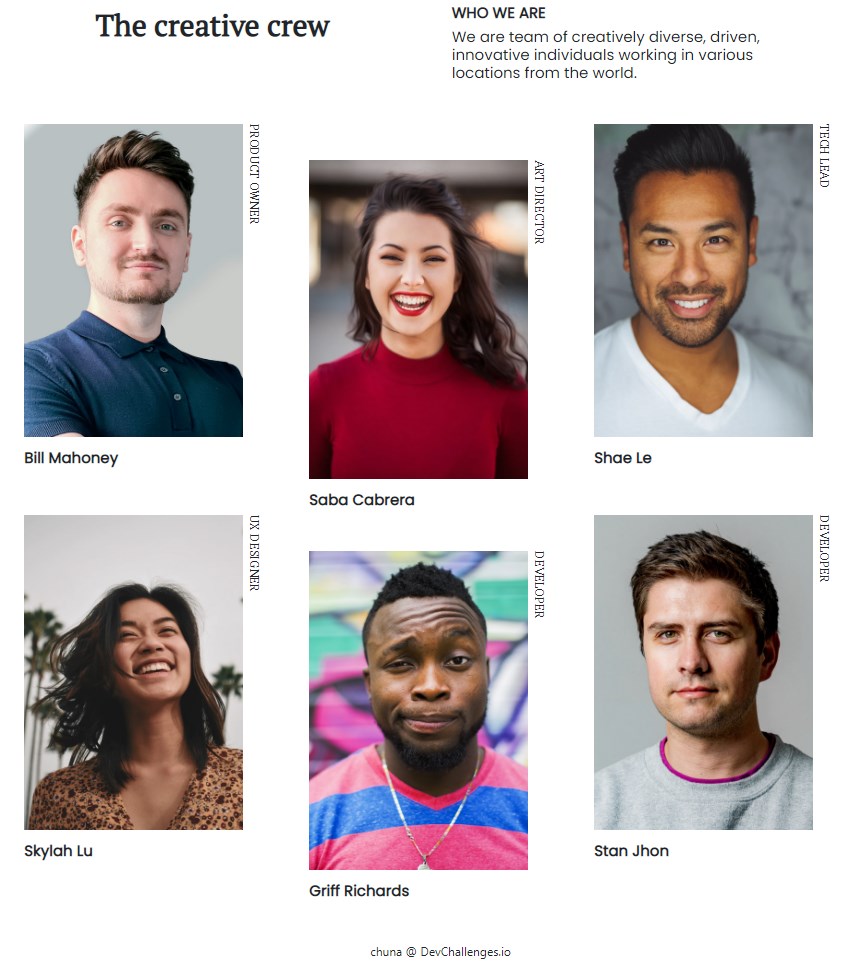 The creative crew
WHO WE ARE
We are team of creatively diverse, driven,
innovative individuals working in various
locations from the world.
PRODUCT OWNER
Bill Mahoney
ART DIRECTOR
Saba Cabrera
TECH LEAD
Shae Le
UX DESIGNER
Skylah Lu
DEVELOPER
Griff Richards
DEVELOPER
Stan Jhon
chuna @ DevChallenges.io